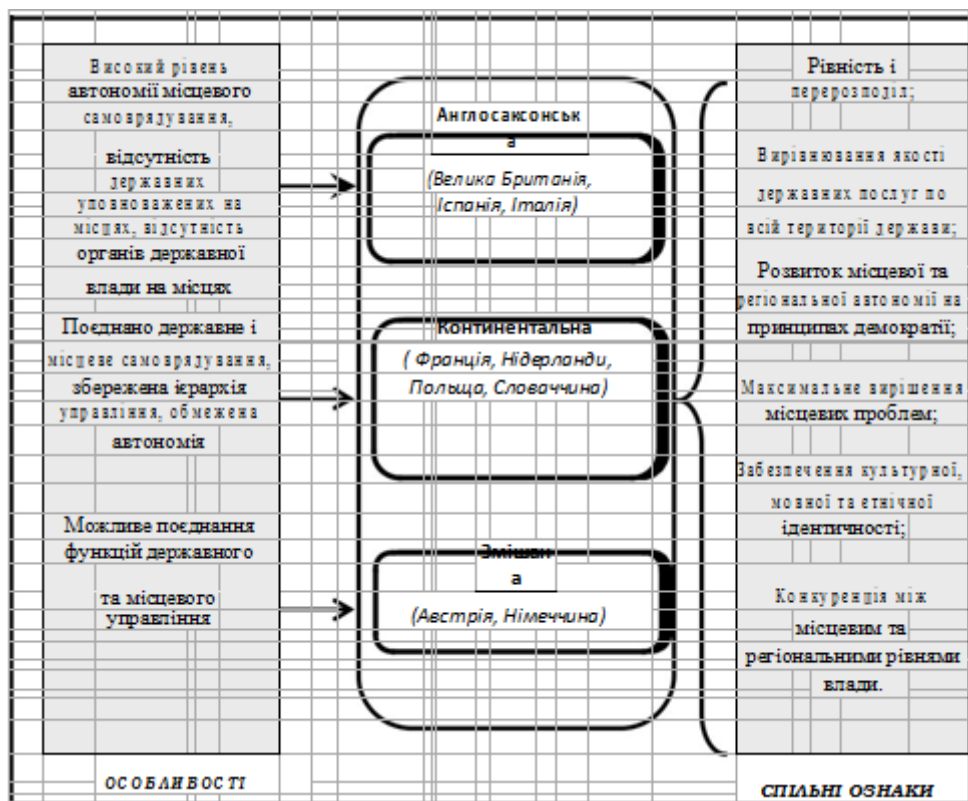 Високий рівень
автономії місцевого
самоврядування,
відсутність
державних
уповноважених на
місцях, відсутність
органів державної
влади на місцях
Поєднано державне і
місцеве самоврядування,
збережена ієрархія
управління, обмежена
автономія
Можливе поєднання
функцій державного
та місцевого
управління
ОСОБЛИВОСТІ
Англосаксонськ
а
(Велика Британія,
Іспанія, Італія)
Континентальна
( Франція, Нідерланди,
Польща, Словаччина)
Змішан
а
(Австрія, Німеччина)
Рівність і
перерозподіл;
Вирівнювання якості
державних послуг по
всій території держави;
Розвиток місцевої та
регіональної автономії на
принципах демократії;
Максимальне вирішення
місцевих проблем;
Забезпечення культурної,
мовної та етнічної
ідентичності;
Конкуренція між
місцевим та
регіональними рівнями
влади.
СПІЛЬНІ ОЗНАКИ